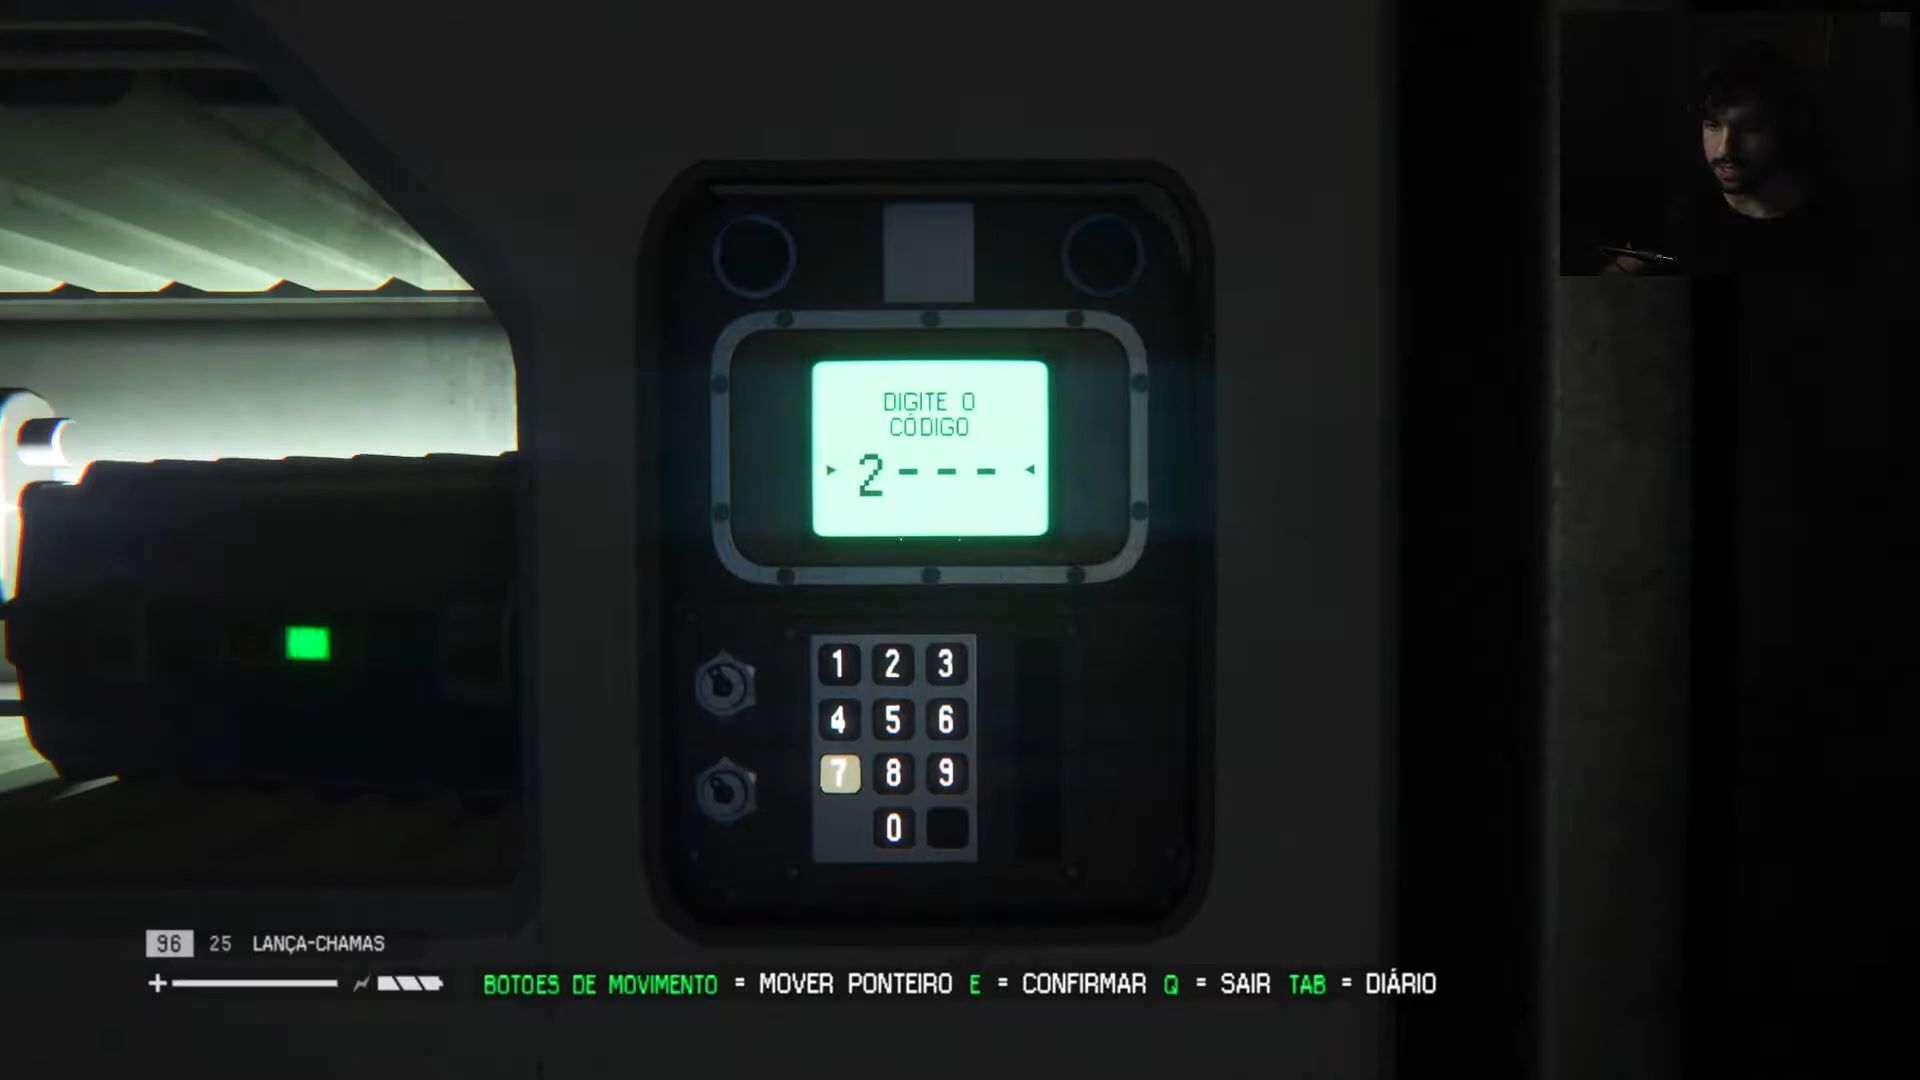 DIGITE O
CÓDIGO
2---
1 2 3
4 5 6
7 8 9
0
96 25 LANÇA-CHAMAS
BOTOES DE MOVIMENTO = MOVER PONTEIRO E = CONFIRMAR Q = SAIR TAB = DIÁRIO